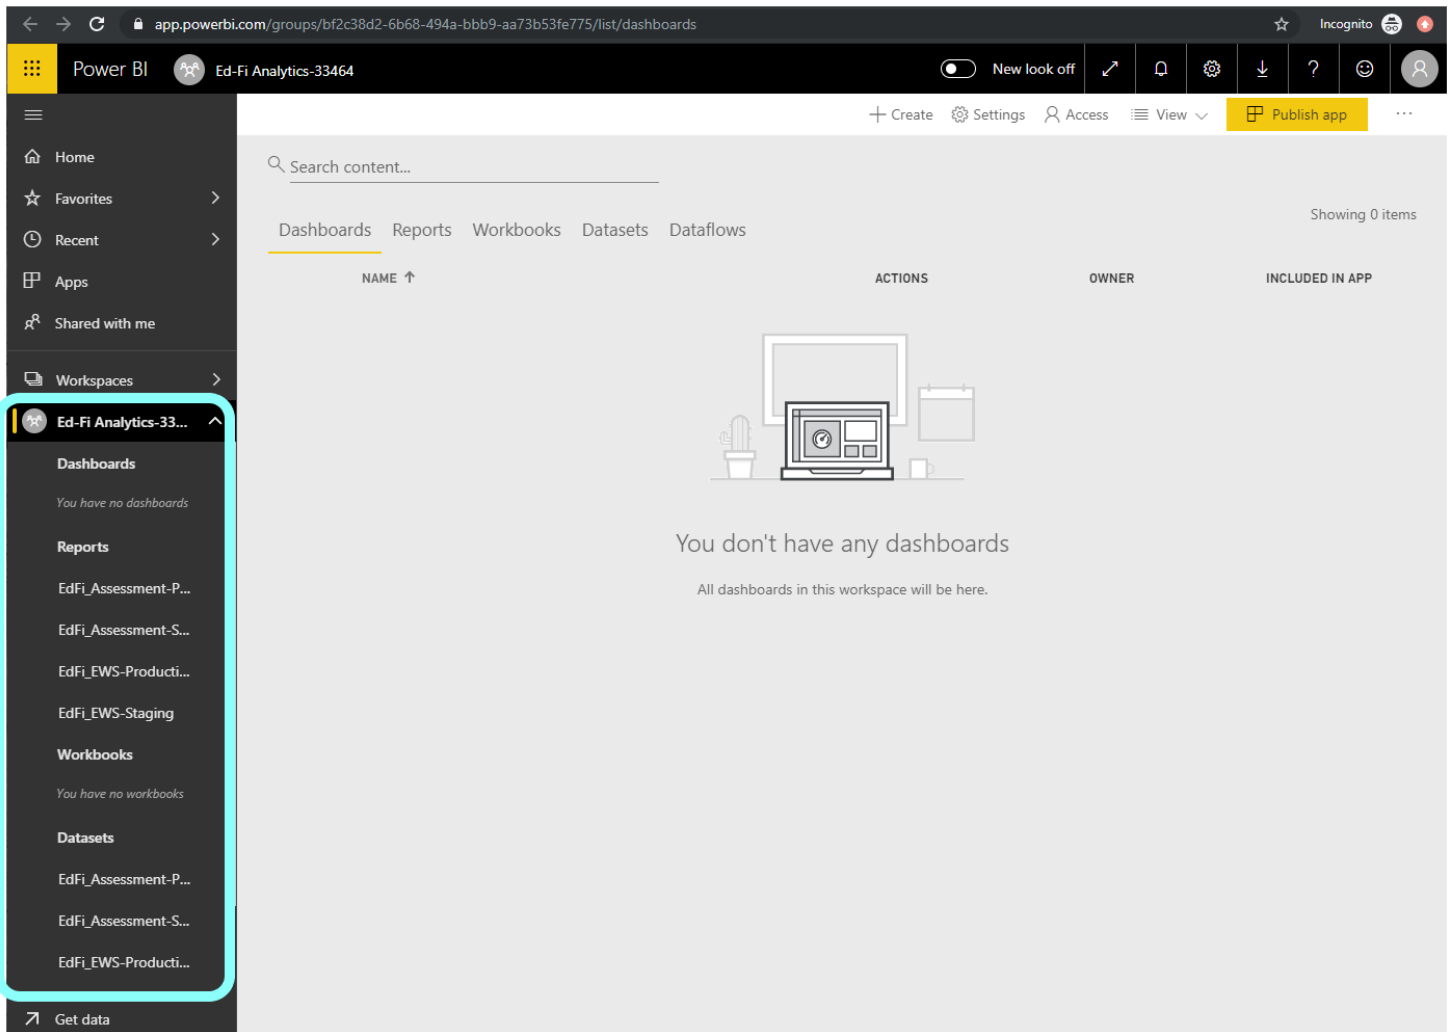 app.powerbi.com/groups/bf2c38d2-6b68-494a-bbb9-aa73b53fe775/list/dashboards
Incognito
Power BI
Ed-Fi Analytics-33464
New look off
?
Create
Settings
Access
View
Publish app
...
Home
Favorites
Recent
Apps
Shared with me
Workspaces
Ed-Fi Analytics-33...
Dashboards
You have no dashboards
Reports
EdFi_Assessment-P...
EdFi_Assessment-S...
EdFi_EWS-Producti...
EdFi_EWS-Staging
Workbooks
You have no workbooks
Datasets
EdFi_Assessment-P...
EdFi_Assessment-S...
EdFi_EWS-Producti...
Get data
Search content...
Showing 0 items
Dashboards Reports Workbooks Datasets Dataflows
NAME ACTIONS OWNER INCLUDED IN APP
You don't have any dashboards
All dashboards in this workspace will be here.